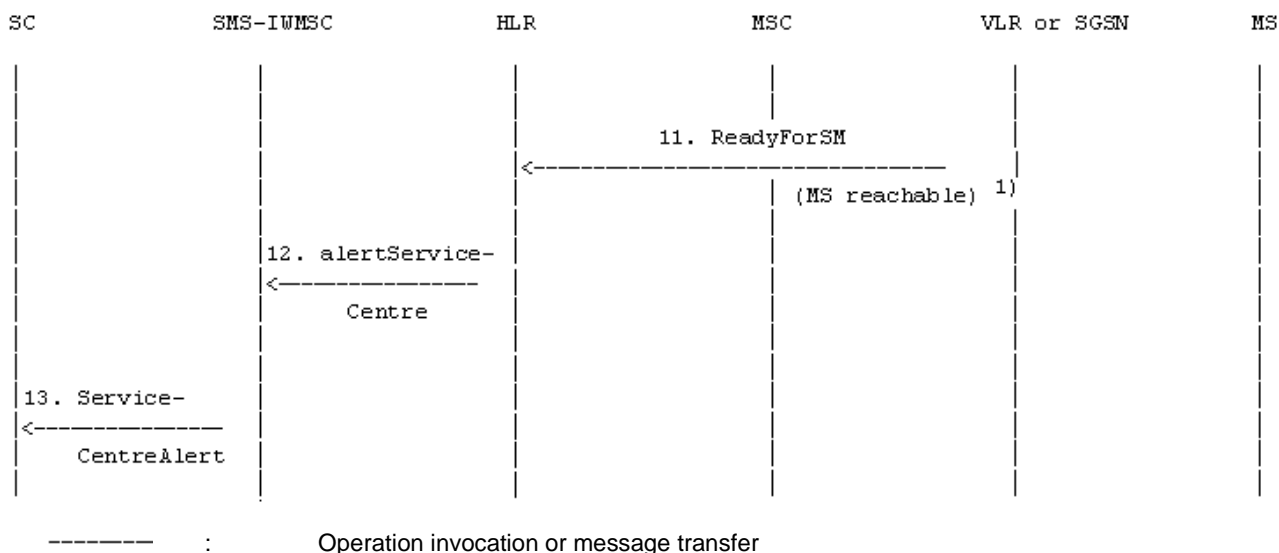 SC SMS-IWMSC HLR MSC VLR or SGSN MS
11. ReadyForSM
(MS reachable) 1)
12. alertService-
Centre
13. Service-
CentreAlert
-------- : Operation invocation or message transfer